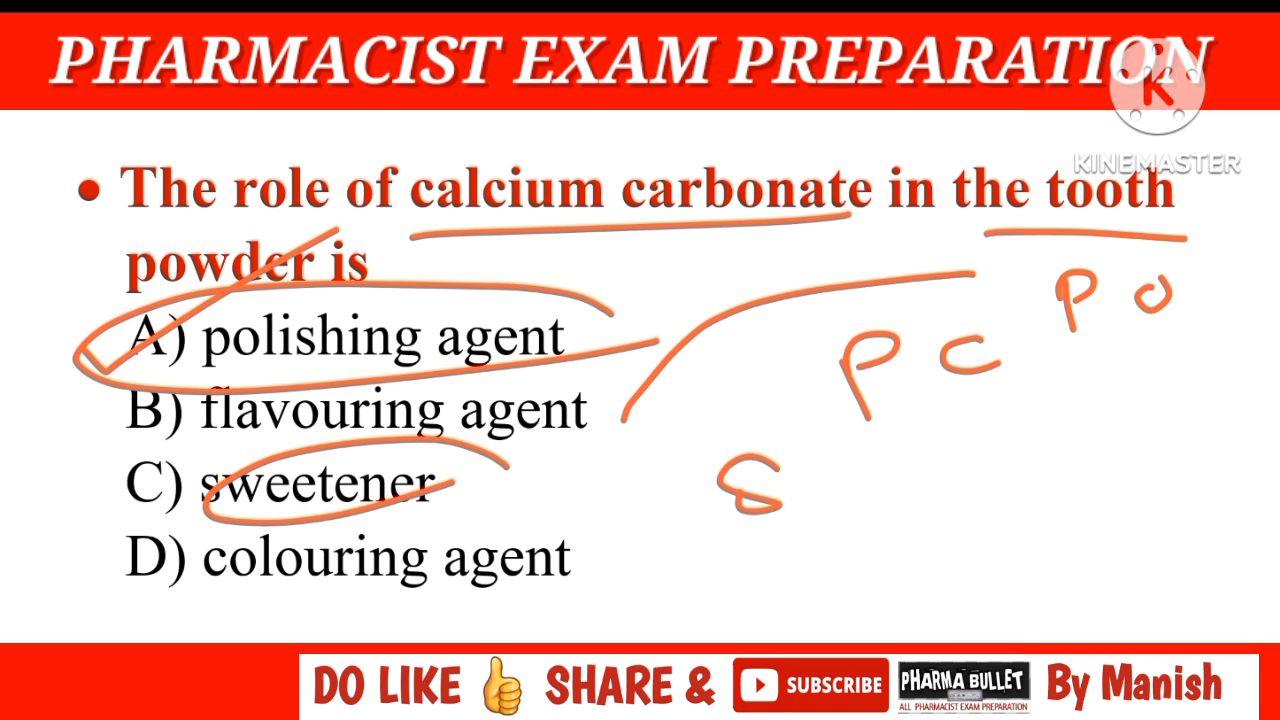 PHARMACIST EXAM PREPARATION
KINEMASTER
• The role of calcium carbonate in the tooth
powder is
A) polishing agent
B) flavouring agent
C) sweetener
D) colouring agent
P O
P C
S
DO LIKE SHARE & SUBSCRIBE PHARMA BULLET By Manish
ALL PHARMACIST EXAM PREPARATION